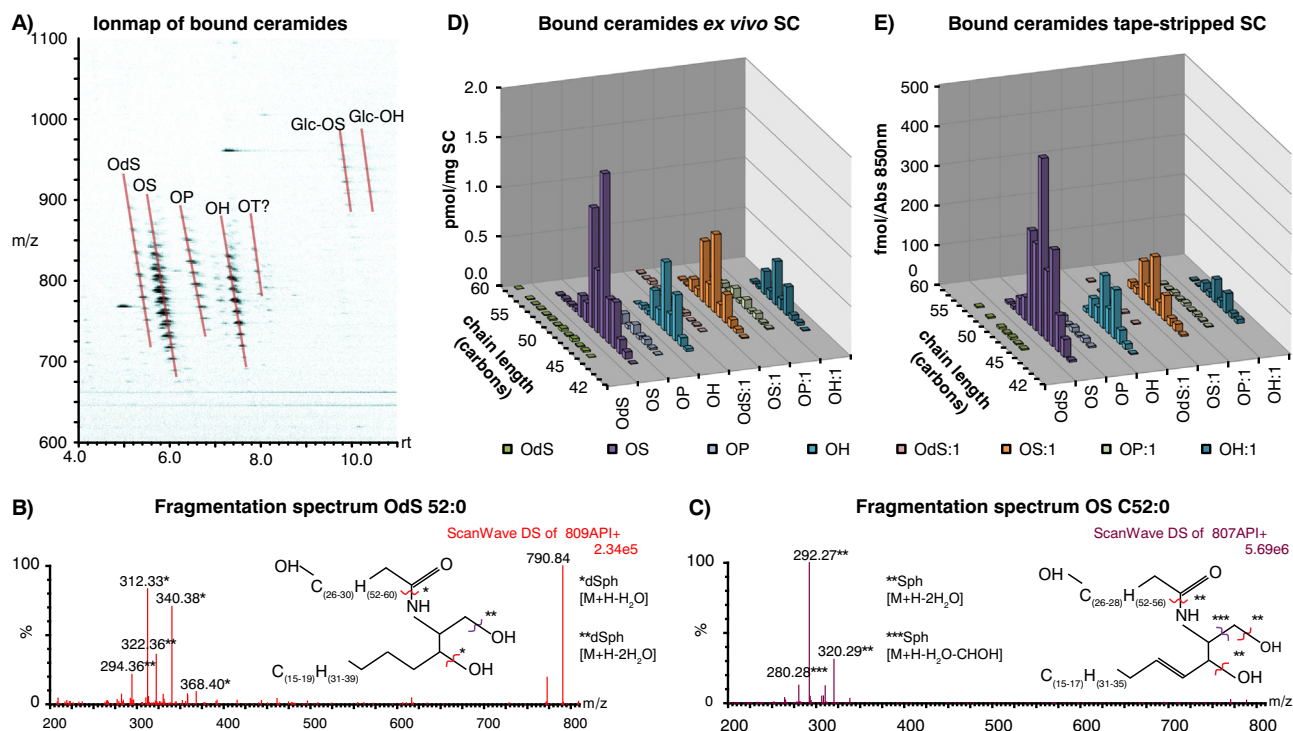 A) Ionmap of bound ceramides
1100
1000
900
m/z
800
700
600
4.0 6.0 8.0 10.0
rt
OdS
OS
OP
OH
OT?
Glc-OS
Glc-OH
D) Bound ceramides ex vivo SC
pmol/mg SC
2.0
1.5
1.0
0.5
0.0
60
55
50
45
42
chain length
(carbons)
OdS
OS
OP
OH
OdS:1
OS:1
OP:1
OH:1
E) Bound ceramides tape-stripped SC
fmol/Abs 850nm
500
400
300
200
100
0
60
55
50
45
42
chain length
(carbons)
OdS
OS
OP
OH
OdS:1
OS:1
OP:1
OH:1
OdS OS OP OH OdS:1 OS:1 OP:1 OH:1
B) Fragmentation spectrum OdS 52:0
ScanWave DS of 809API+
2.34e5
100
%
0
312.33*
340.38*
322.36**
294.36**
368.40*
790.84
OH
C(26-30)H(52-60)
O
*
NH
**
OH
*
OH
C(15-19)H(31-39)
*dSph
[M+H-H2O]
**dSph
[M+H-2H2O]
200 300 400 500 600 700 800 m/z
C) Fragmentation spectrum OS C52:0
ScanWave DS of 807API+
5.69e6
100
%
0
292.27**
320.29**
280.28***
**Sph
[M+H-2H2O]
***Sph
[M+H-H2O-CHOH]
OH
C(26-28)H(52-56)
O
**
NH
***
**
OH
**
OH
C(15-17)H(31-35)
200 300 400 500 600 700 800 m/z